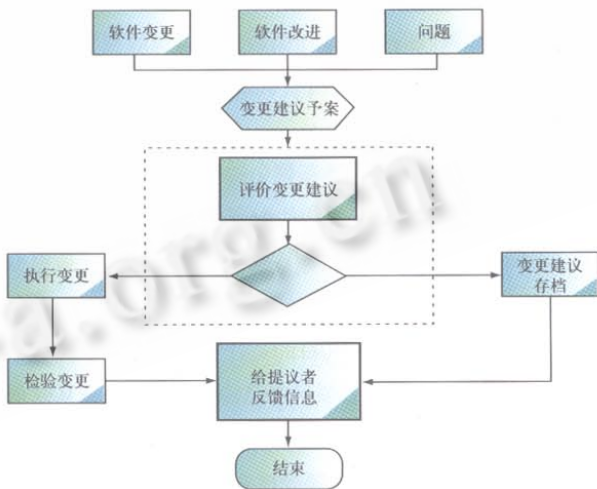 软件变更
软件改进
问题
变更建议予案
评价变更建议
执行变更
变更建议
存档
检验变更
给提议者
反馈信息
结束
a.org.cn